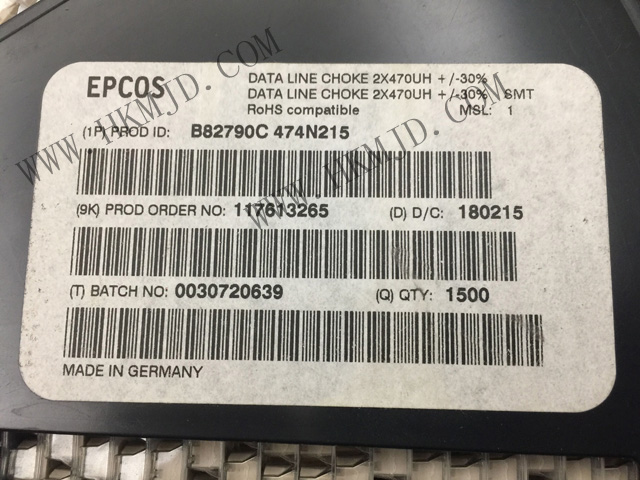 EPCOS
DATA LINE CHOKE 2X470UH +/-30%
DATA LINE CHOKE 2X470UH +/-30% SMT
RoHS compatible MSL: 1
(1P) PROD ID: B82790C 474N215
(9K) PROD ORDER NO: 117613265 (D) D/C: 180215
(T) BATCH NO: 0030720639 (Q) QTY: 1500
MADE IN GERMANY
WWW.HKMJD.COM
WWW.HKMJD.COM